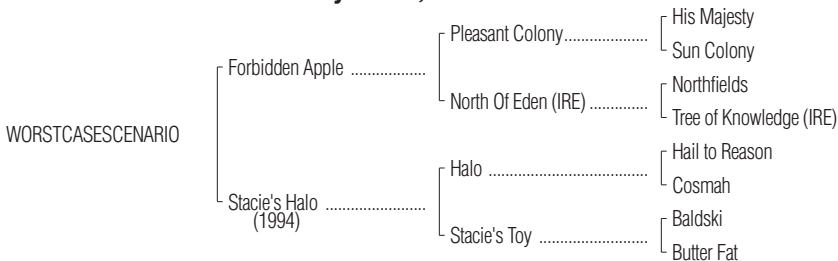 His Majesty
Pleasant Colony..................
Sun Colony
Forbidden Apple ................
Northfields
North Of Eden (IRE) .............
Tree of Knowledge (IRE)
WORSTCASESCENARIO
Hail to Reason
Halo ............................
Cosmah
Stacie's Halo .....................
(1994)
Baldski
Stacie's Toy .......................
Butter Fat